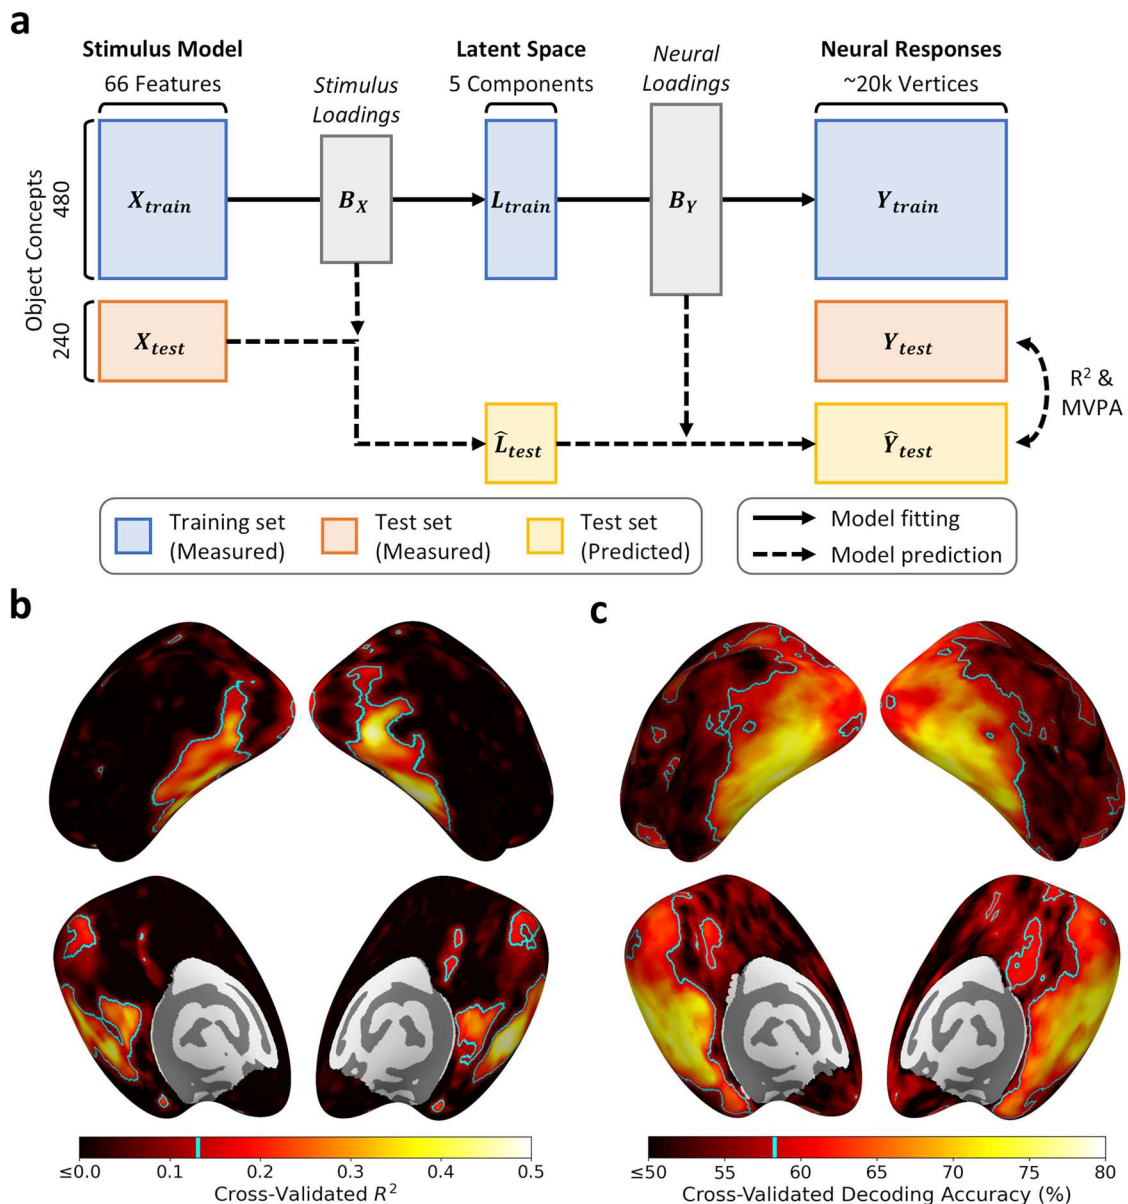 a
Stimulus Model
66 Features
Stimulus
Loadings
Latent Space
5 Components
Neural
Loadings
Neural Responses
~20k Vertices
Object Concepts
480
X_train
B_X
L_train
B_Y
Y_train
240
X_test
Y_test
R² &
MVPA
L̂_test
Ŷ_test
Training set
(Measured)
Test set
(Measured)
Test set
(Predicted)
Model fitting
Model prediction
b
c
≤0.0 0.1 0.2 0.3 0.4 0.5
Cross-Validated R²
≤50 55 60 65 70 75 80
Cross-Validated Decoding Accuracy (%)